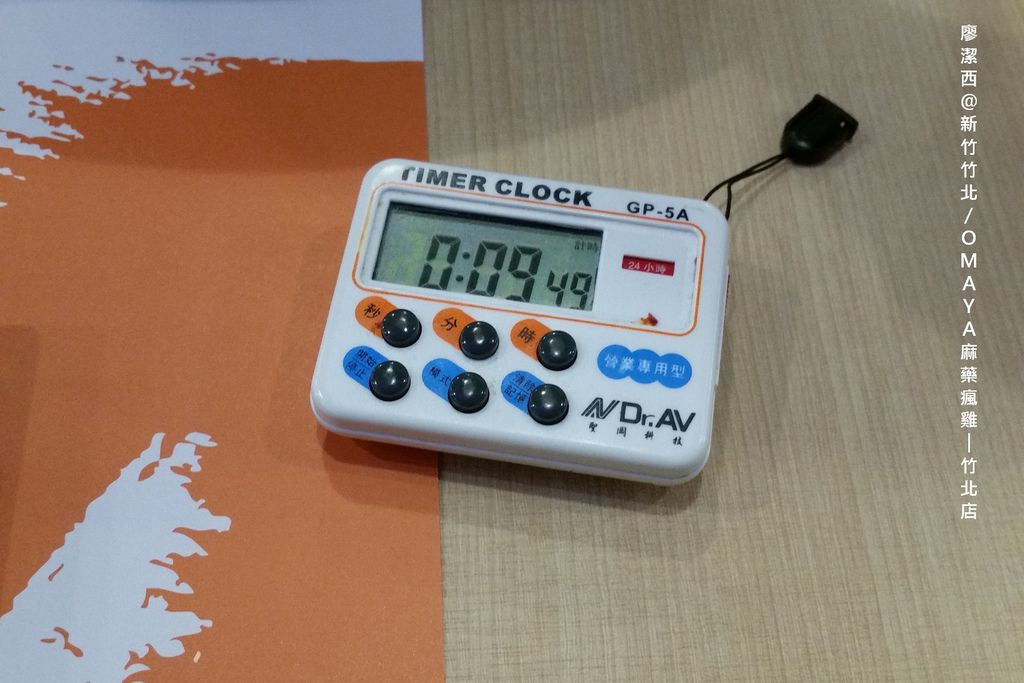 TIMER CLOCK
GP-5A
計時
0:09 49
24 小時
秒
分
時
開始
停止
模式
清除
記憶
營業專用型
Dr.AV
聖岡科技
廖潔西@新竹竹北/OMAYA麻藥瘋雞|竹北店